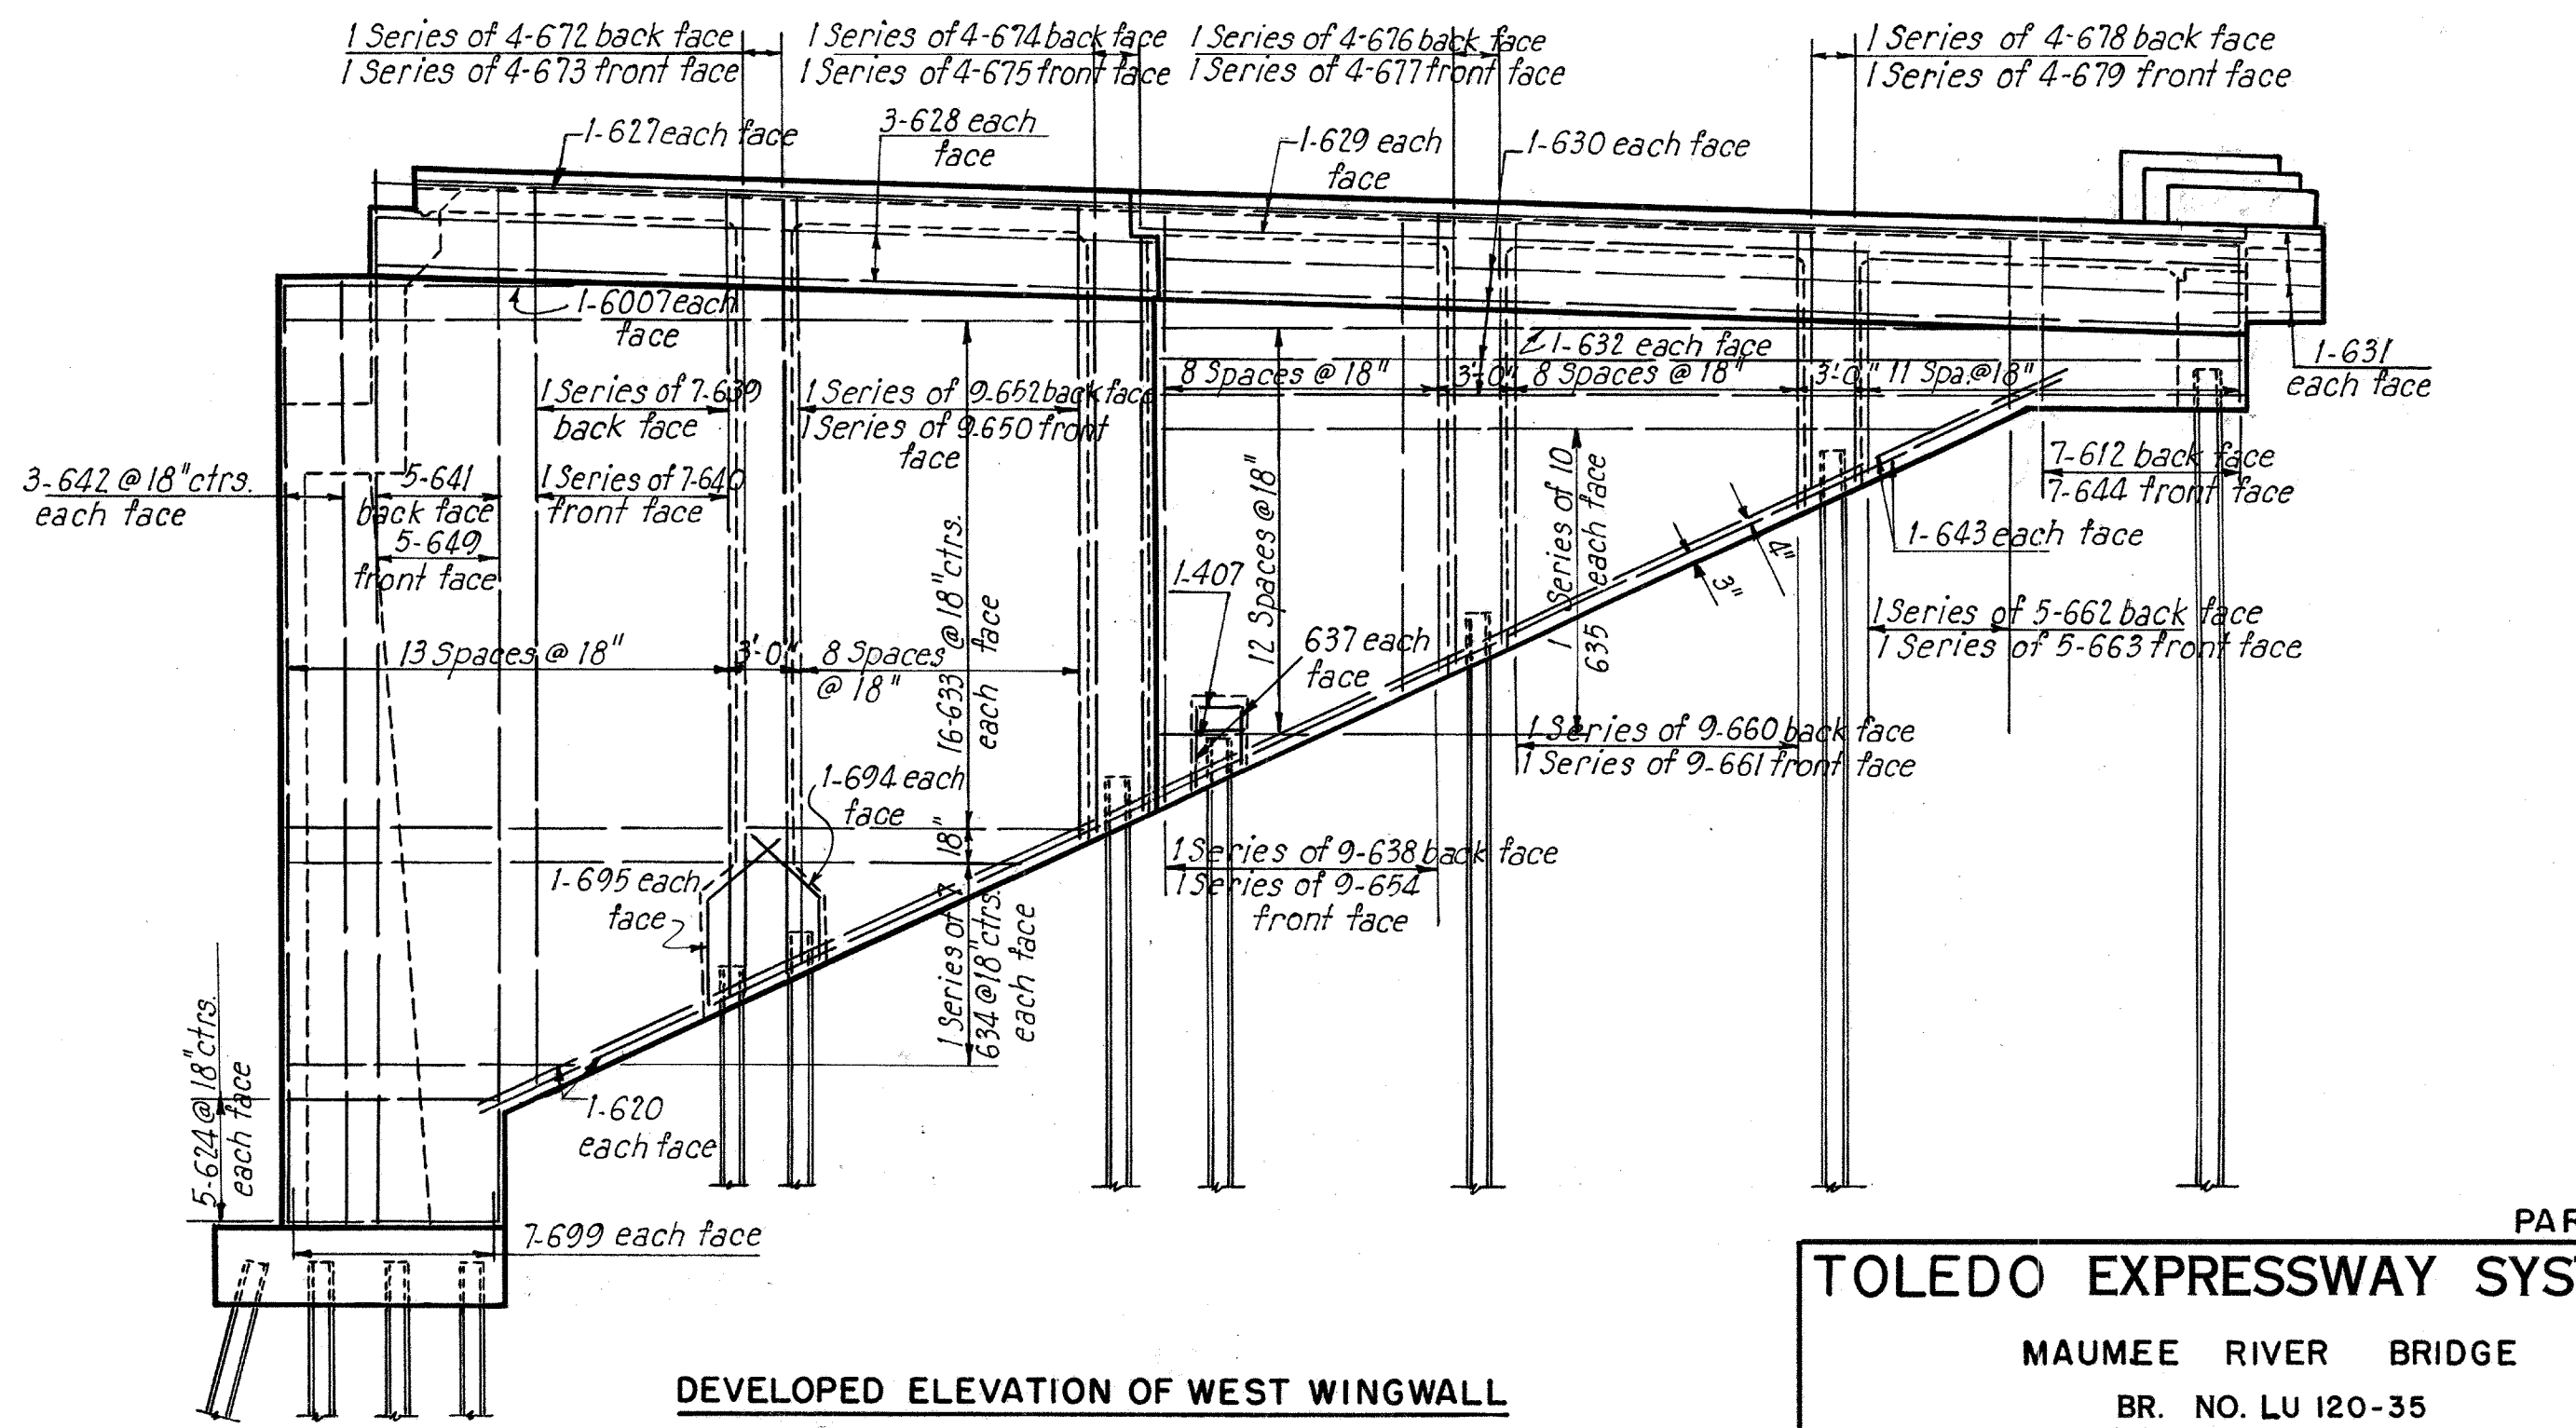 1 Series of 4-672 back face
1 Series of 4-673 front face
1 Series of 4-674 back face
1 Series of 4-675 front face
1 Series of 4-676 back face
1 Series of 4-677 front face
1 Series of 4-678 back face
1 Series of 4-679 front face
1-627 each face
3-628 each
face
1-629 each
face
1-630 each face
1-6007 each
face
1-632 each face
1-631
each face
8 Spaces @ 18"
3'-0"
8 Spaces @ 18"
3'-0"
11 Spa.@18"
1 Series of 7-639
back face
1 Series of 9-652 back face
1 Series of 9-650 front
face
3-642 @ 18" ctrs.
each face
5-641
back face
5-649
front face
1 Series of 7-640
front face
16-633 @ 18" ctrs.
each face
12 Spaces @ 18"
1 Series of 10
635 each face
7-612 back face
7-644 front face
1-643 each face
4"
3"
1-407
637 each
face
1 Series of 5-662 back face
1 Series of 5-663 front face
13 Spaces @ 18"
3'-0"
8 Spaces
@ 18"
1 Series of 9-660 back face
1 Series of 9-661 front face
1-694 each
face
18"
1 Series of 9-638 back face
1 Series of 9-654
front face
1-695 each
face
1 Series of 7
634 @ 18" ctrs.
each face
5-624 @ 18" ctrs.
each face
1-620
each face
7-699 each face
PAR
TOLEDO EXPRESSWAY SYST
MAUMEE RIVER BRIDGE
BR. NO. LU 120-35
DEVELOPED ELEVATION OF WEST WINGWALL